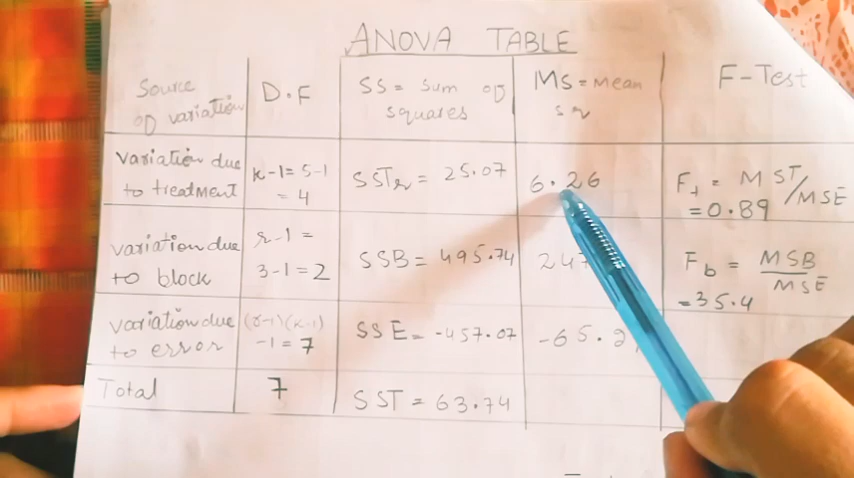 ANOVA TABLE
Source of variation
D.F
SS = Sum of squares
MS = Mean
F-Test
Variation due to treatment
k-1 = 5-1
= 4
SSTr = 25.07
6.26
Ft = MST/MSE
= 0.89
variation due to block
r-1 =
3-1 = 2
SSB = 495.74
Fb = MSB/MSE
= 35.4
variation due to error
(r-1)(k-1)
-1 = 7
SSE = -457.07
Total
7
SST = 63.74